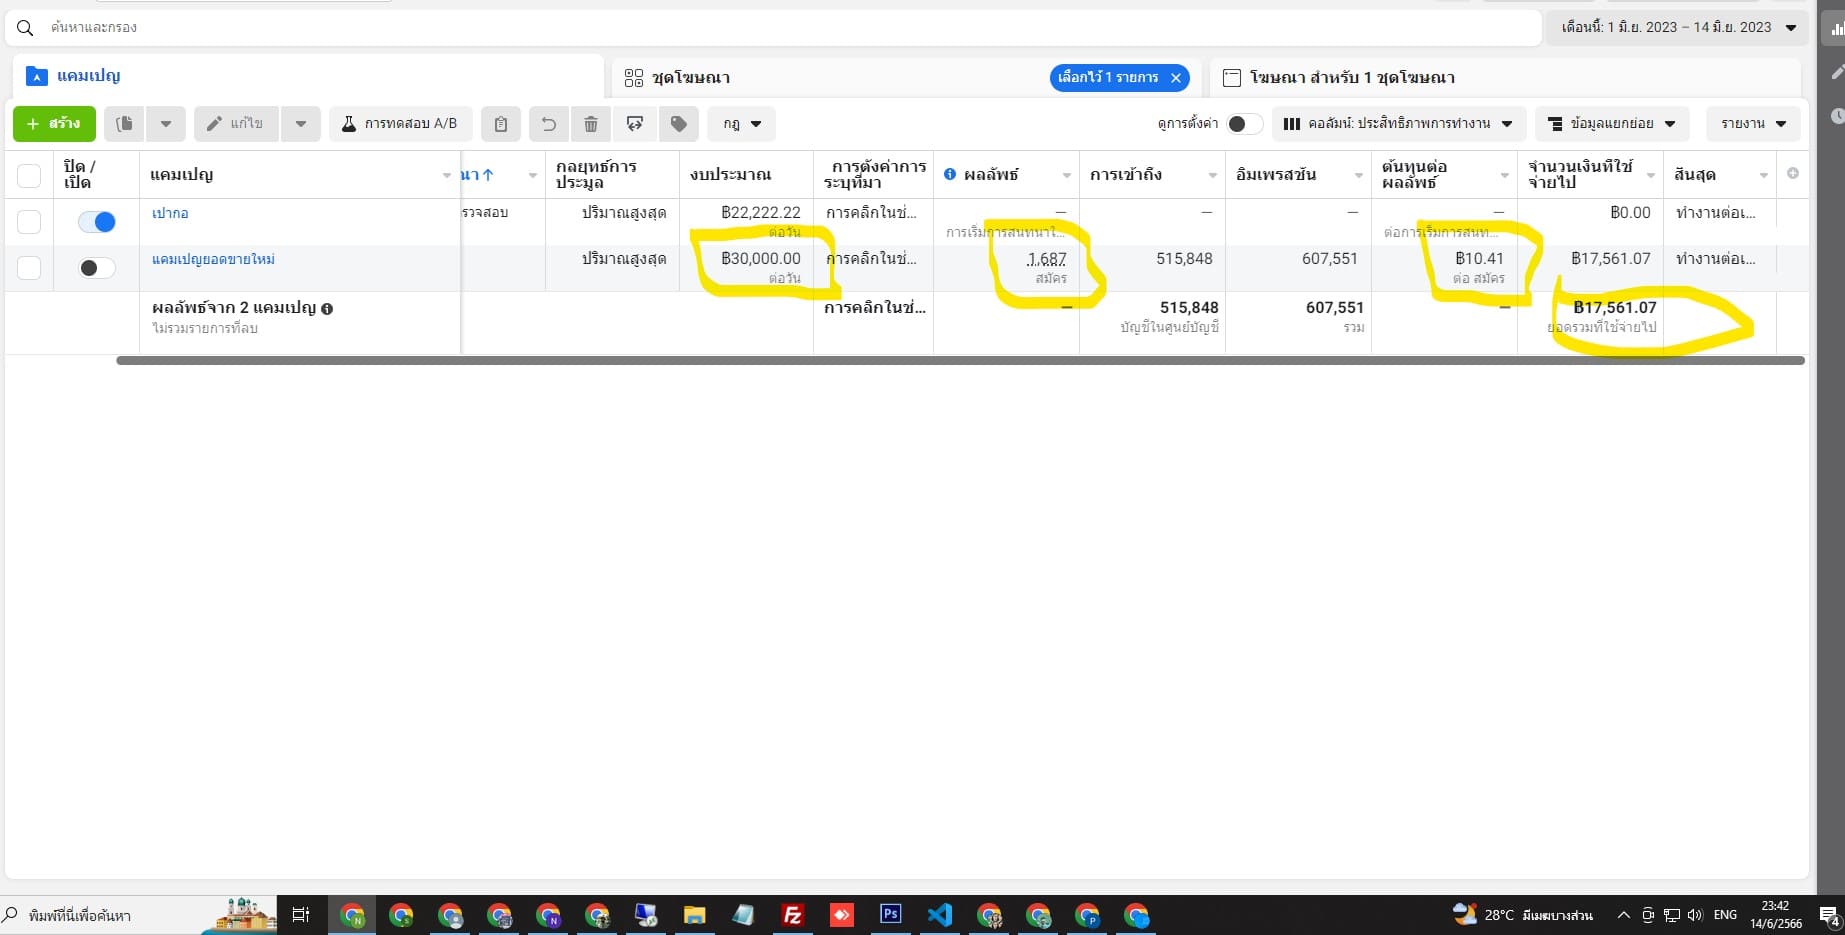 ค้นหาและกรอง
เดือนนี้: 1 มิ.ย. 2023 – 14 มิ.ย. 2023
แคมเปญ
ชุดโฆษณา
เลือกไว้ 1 รายการ
โฆษณา สำหรับ 1 ชุดโฆษณา
+ สร้าง
แก้ไข
การทดสอบ A/B
กฎ
ดูการตั้งค่า
คอลัมน์: ประสิทธิภาพการทำงาน
ข้อมูลแยกย่อย
รายงาน
ปิด / เปิด
แคมเปญ
ณา↑
กลยุทธ์การประมูล
งบประมาณ
การตั้งค่าการระบุที่มา
ผลลัพธ์
การเข้าถึง
อิมเพรสชัน
ต้นทุนต่อผลลัพธ์
จำนวนเงินที่ใช้จ่ายไป
สิ้นสุด
เปากอ
รวจสอบ
ปริมาณสูงสุด
฿22,222.22
ต่อวัน
การคลิกในช่...
—
การเริ่มการสนทนาใ...
—
—
—
ต่อการเริ่มการสนท...
฿0.00
ทำงานต่อเ...
แคมเปญยอดขายใหม่
ปริมาณสูงสุด
฿30,000.00
ต่อวัน
การคลิกในช่...
1,687
สมัคร
515,848
607,551
฿10.41
ต่อ สมัคร
฿17,561.07
ทำงานต่อเ...
ผลลัพธ์จาก 2 แคมเปญ
ไม่รวมรายการที่ลบ
การคลิกในช่...
—
515,848
บัญชีในศูนย์บัญชี
607,551
รวม
—
฿17,561.07
ยอดรวมที่ใช้จ่ายไป
พิมพ์ที่นี่เพื่อค้นหา
28°C มีเมฆบางส่วน
ENG
23:42
14/6/2566
4